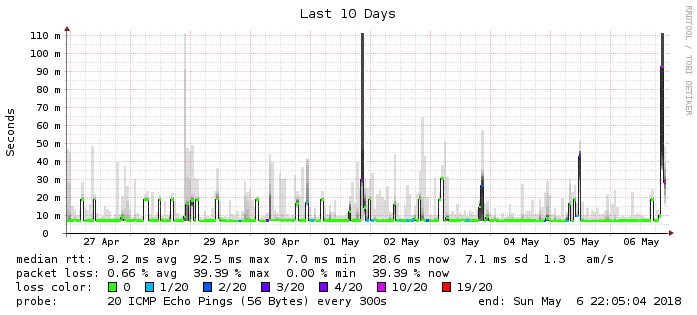 Last 10 Days
RRDTOOL / TOBI OETIKER
Seconds
110 m
100 m
90 m
80 m
70 m
60 m
50 m
40 m
30 m
20 m
10 m
0
27 Apr 28 Apr 29 Apr 30 Apr 01 May 02 May 03 May 04 May 05 May 06 May
median rtt: 9.2 ms avg 92.5 ms max 7.0 ms min 28.6 ms now 7.1 ms sd 1.3 am/s
packet loss: 0.66 % avg 39.39 % max 0.00 % min 39.39 % now
loss color: 0 1/20 2/20 3/20 4/20 10/20 19/20
probe: 20 ICMP Echo Pings (56 Bytes) every 300s end: Sun May 6 22:05:04 2018